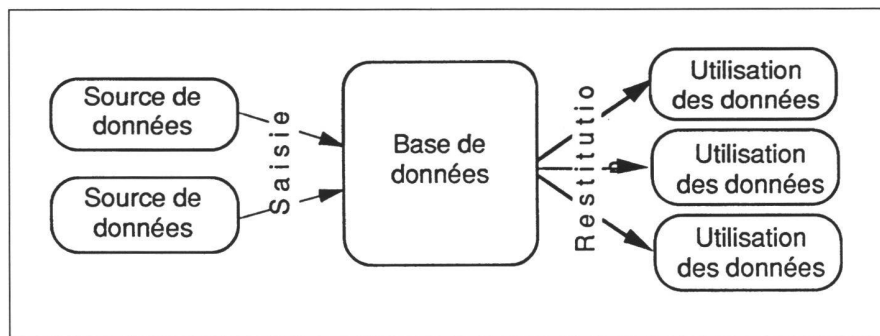 Source de
données
Source de
données
Saisie
Base de
données
Restitutio
n
Utilisation
des données
Utilisation
des données
Utilisation
des données